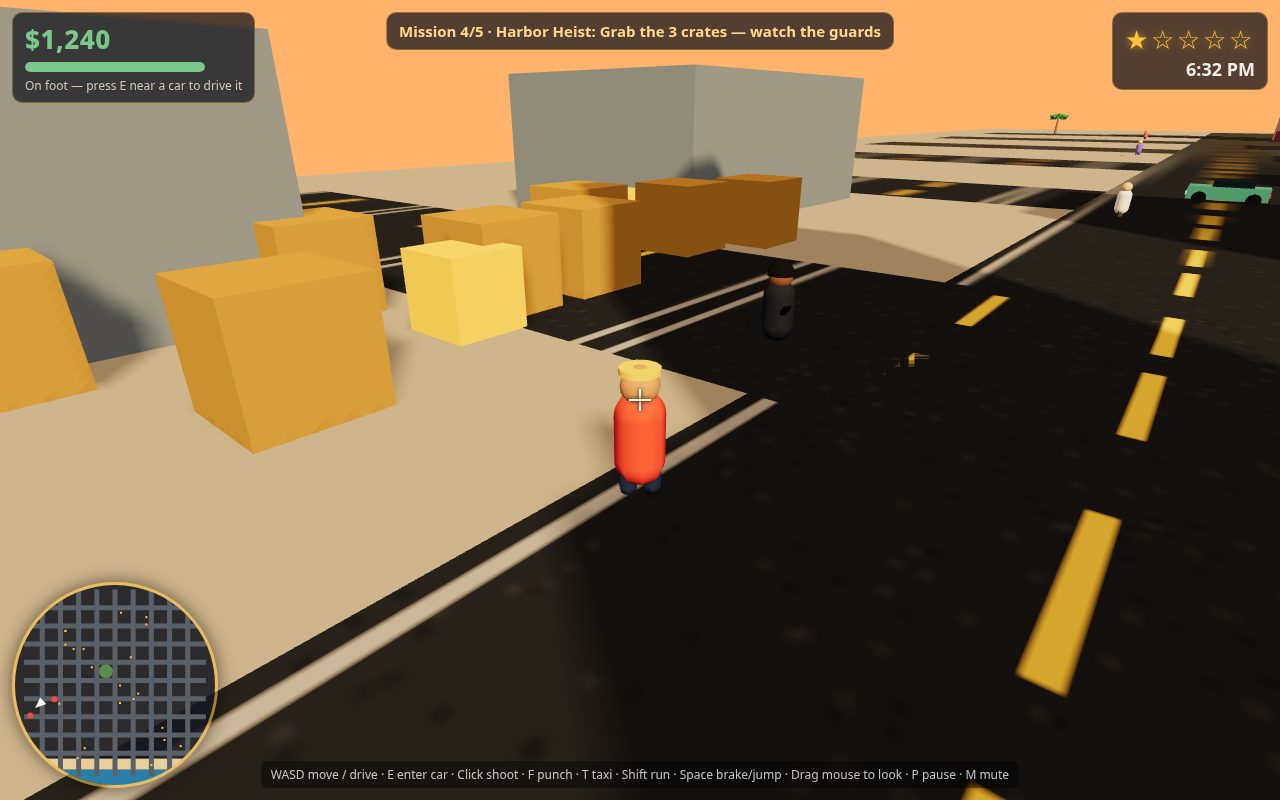 $1,240
On foot — press E near a car to drive it
Mission 4/5 · Harbor Heist: Grab the 3 crates — watch the guards
★☆☆☆☆
6:32 PM
WASD move / drive · E enter car · Click shoot · F punch · T taxi · Shift run · Space brake/jump · Drag mouse to look · P pause · M mute